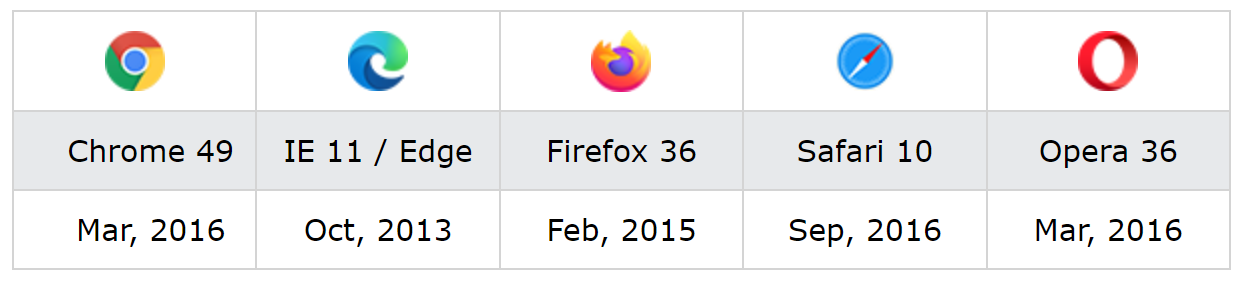 Chrome 49 IE 11 / Edge Firefox 36 Safari 10 Opera 36
Mar, 2016 Oct, 2013 Feb, 2015 Sep, 2016 Mar, 2016